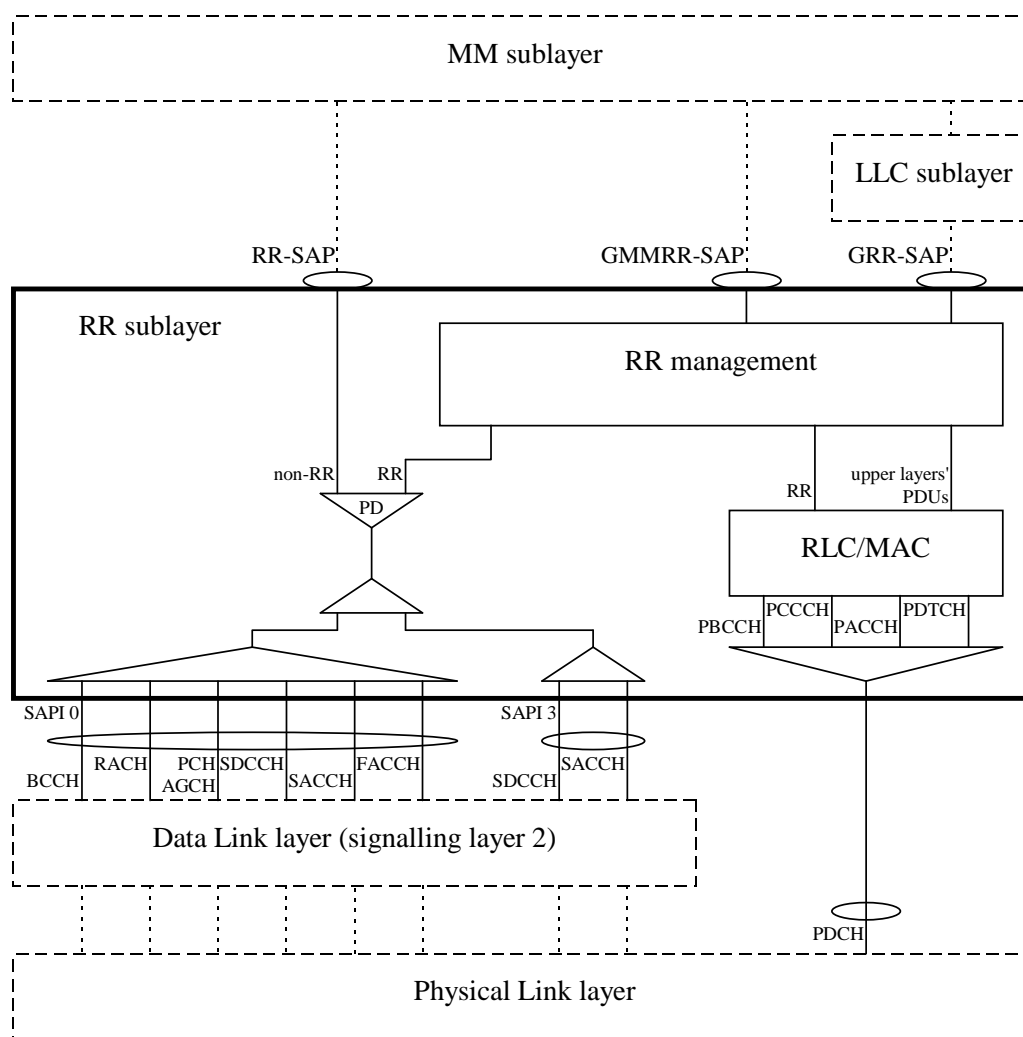 MM sublayer
LLC sublayer
RR-SAP
GMMRR-SAP
GRR-SAP
RR sublayer
RR management
non-RR
RR
PD
RR
upper layers'
PDUs
RLC/MAC
PBCCH
PCCCH
PACCH
PDTCH
SAPI 0
SAPI 3
BCCH
RACH
PCH
AGCH
SDCCH
SACCH
FACCH
SDCCH
SACCH
Data Link layer (signalling layer 2)
PDCH
Physical Link layer